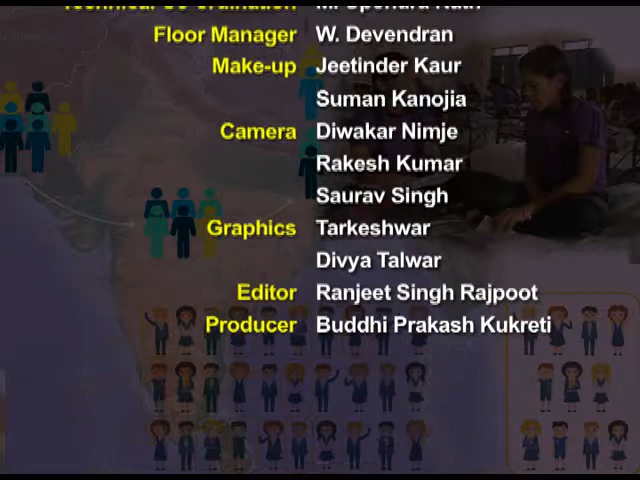 Floor Manager W. Devendran
Make-up Jeetinder Kaur
Suman Kanojia
Camera Diwakar Nimje
Rakesh Kumar
Saurav Singh
Graphics Tarkeshwar
Divya Talwar
Editor Ranjeet Singh Rajpoot
Producer Buddhi Prakash Kukreti